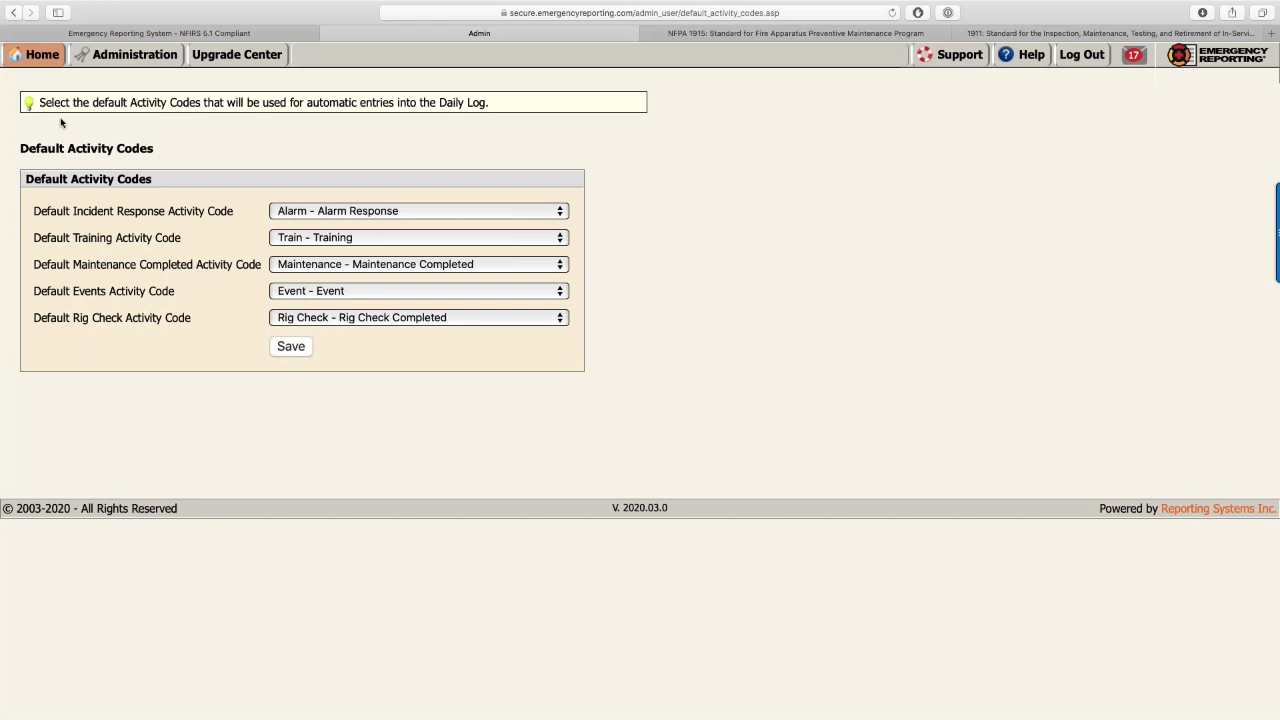 secure.emergencyreporting.com/admin_user/default_activity_codes.asp
Emergency Reporting System - NFIRS 5.1 Compliant
Admin
NFPA 1915: Standard for Fire Apparatus Preventive Maintenance Program
1911: Standard for the Inspection, Maintenance, Testing, and Retirement of In-Servi...
Home
Administration
Upgrade Center
Support
Help
Log Out
17
EMERGENCY
REPORTING
Select the default Activity Codes that will be used for automatic entries into the Daily Log.
Default Activity Codes
Default Activity Codes
Default Incident Response Activity Code Alarm - Alarm Response
Default Training Activity Code Train - Training
Default Maintenance Completed Activity Code Maintenance - Maintenance Completed
Default Events Activity Code Event - Event
Default Rig Check Activity Code Rig Check - Rig Check Completed
Save
© 2003-2020 - All Rights Reserved
V. 2020.03.0
Powered by Reporting Systems Inc.